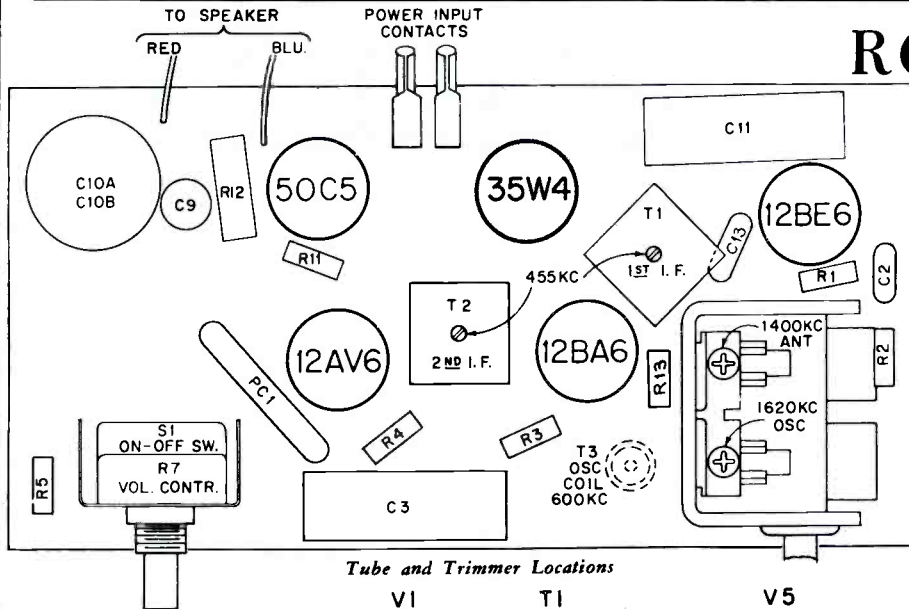 TO SPEAKER
RED
BLU.
POWER INPUT
CONTACTS
RC
C11
C10A
C10B
C9
R12
50C5
35W4
T1
1ST I.F.
C13
12BE6
R11
455KC
R1
C2
T2
2ND I.F.
12AV6
12BA6
R13
1400KC
ANT
R2
PC1
1620KC
OSC
S1
ON-OFF SW.
R7
VOL. CONTR.
R5
R4
R3
T3
OSC
COIL
600KC
C3
Tube and Trimmer Locations
V1
T1
V5